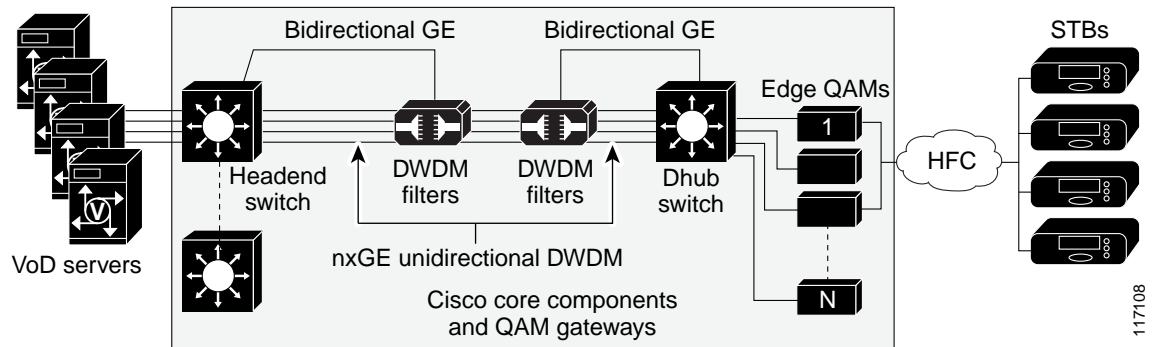 Bidirectional GE
Bidirectional GE
STBs
Edge QAMs
1
HFC
Headend
switch
DWDM
filters
DWDM
filters
Dhub
switch
V
VoD servers
nxGE unidirectional DWDM
N
Cisco core components
and QAM gateways
117108